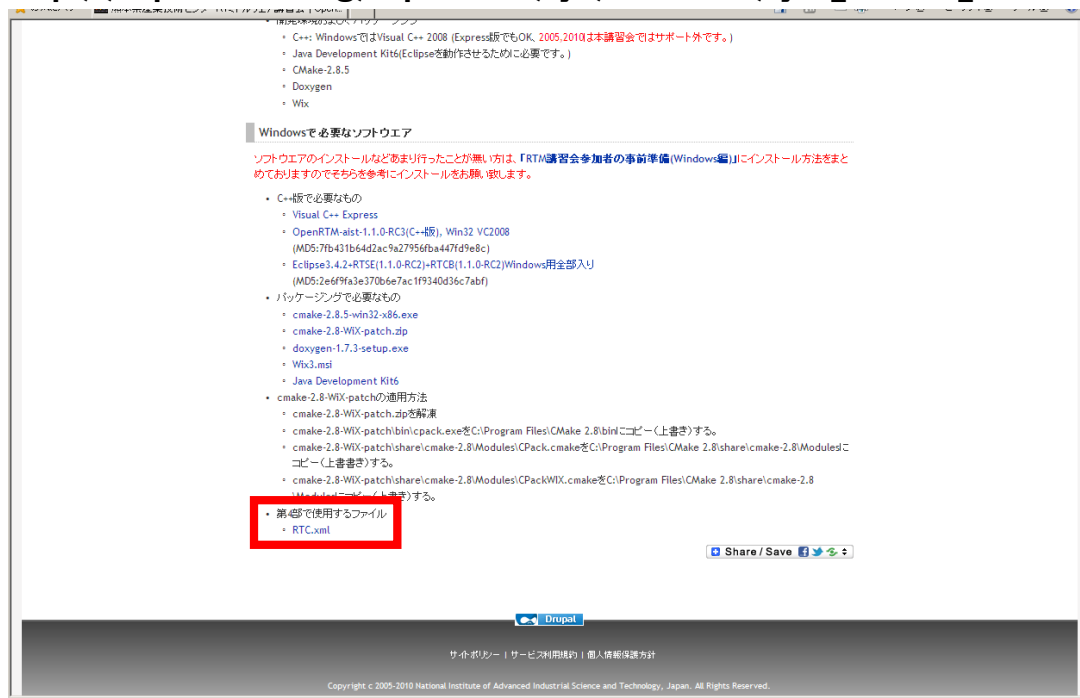 C++: WindowsではVisual C++ 2008 (Express版でもOK、2005,2010は本講習会ではサポート外です。)
Java Development Kit6(Eclipseを動作させるために必要です。)
CMake-2.8.5
Doxygen
Wix
Windowsで必要なソフトウエア
ソフトウエアのインストールなどあまり行ったことが無い方は、「RTM講習会参加者の事前準備(Windows編)」にインストール方法をまと
めておりますのでそちらを参考にインストールをお願い致します。
C++版で必要なもの
Visual C++ Express
OpenRTM-aist-1.1.0-RC3(C++版), Win32 VC2008
(MD5:7fb431b64d2ac9a27956fba447fd9e8c)
Eclipse3.4.2+RTSE(1.1.0-RC2)+RTCB(1.1.0-RC2)Windows用全部入り
(MD5:2e6f9fa3e370b6e7ac1f9340d36c7abf)
パッケージングで必要なもの
cmake-2.8.5-win32-x86.exe
cmake-2.8-WiX-patch.zip
doxygen-1.7.3-setup.exe
Wix3.msi
Java Development Kit6
cmake-2.8-WiX-patchの適用方法
cmake-2.8-WiX-patch.zipを解凍
cmake-2.8-WiX-patch\bin\cpack.exeをC:\Program Files\CMake 2.8\binにコピー(上書き)する。
cmake-2.8-WiX-patch\share\cmake-2.8\Modules\CPack.cmakeをC:\Program Files\CMake 2.8\share\cmake-2.8\Modulesに
コピー(上書書き)する。
cmake-2.8-WiX-patch\share\cmake-2.8\Modules\CPackWIX.cmakeをC:\Program Files\CMake 2.8\share\cmake-2.8
\Modulesにコピー(上書き)する。
第4部で使用するファイル
RTC.xml
Share / Save
Drupal
サイトポリシー | サービス利用規約 | 個人情報保護方針
Copyright c 2005-2010 National Institute of Advanced Industrial Science and Technology, Japan. All Rights Reserved.